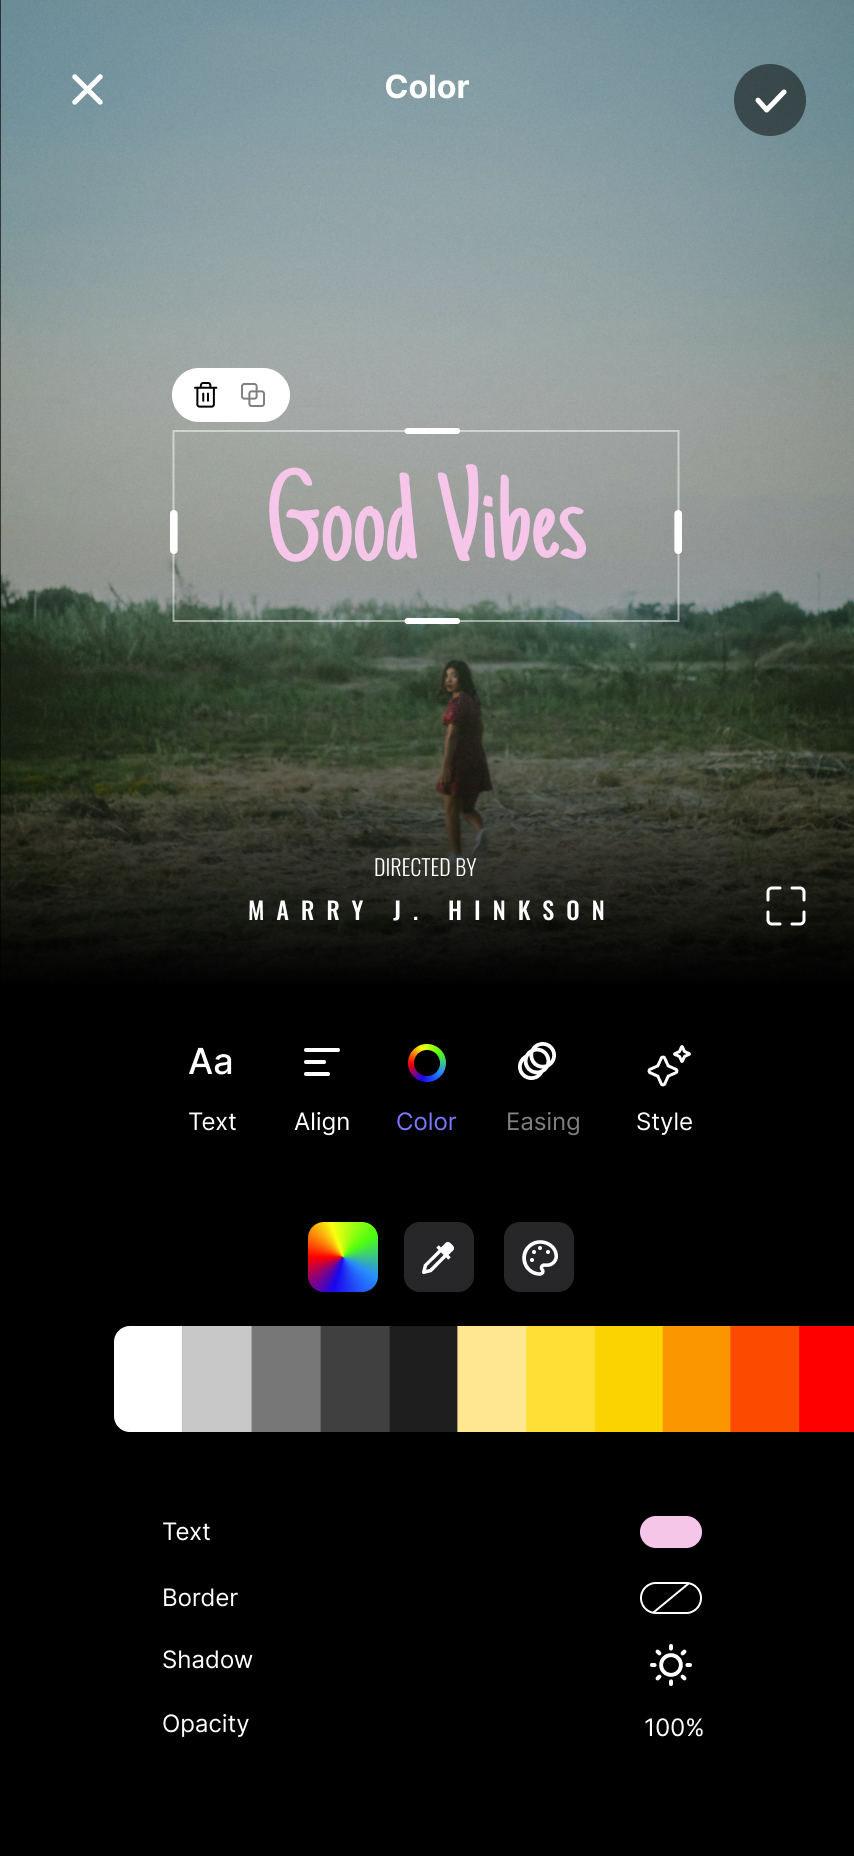 Color
Good Vibes
DIRECTED BY
MARRY J. HINKSON
Aa
Text Align Color Easing Style
Text
Border
Shadow
Opacity 100%